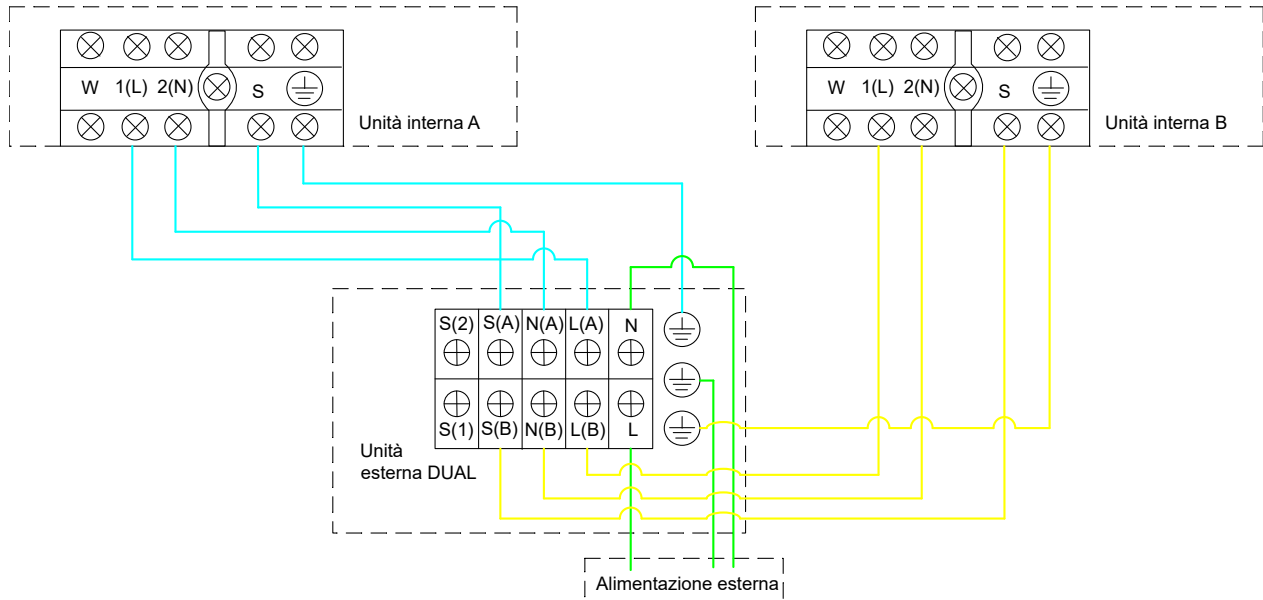 W 1(L) 2(N) S
Unità interna A
W 1(L) 2(N) S
Unità interna B
S(2) S(A) N(A) L(A) N
S(1) S(B) N(B) L(B) L
Unità
esterna DUAL
Alimentazione esterna